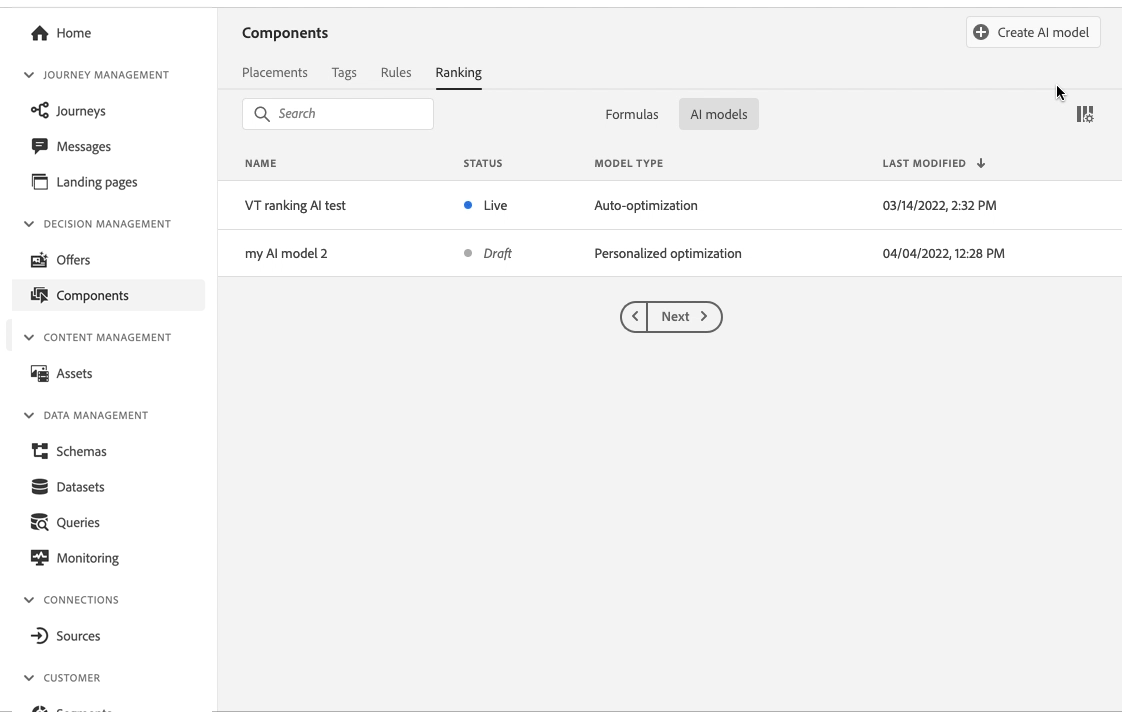 Home
JOURNEY MANAGEMENT
Journeys
Messages
Landing pages
DECISION MANAGEMENT
Offers
Components
CONTENT MANAGEMENT
Assets
DATA MANAGEMENT
Schemas
Datasets
Queries
Monitoring
CONNECTIONS
Sources
CUSTOMER
Components
Create AI model
Placements Tags Rules Ranking
Search
Formulas AI models
NAME STATUS MODEL TYPE LAST MODIFIED
VT ranking AI test Live Auto-optimization 03/14/2022, 2:32 PM
my AI model 2 Draft Personalized optimization 04/04/2022, 12:28 PM
Next